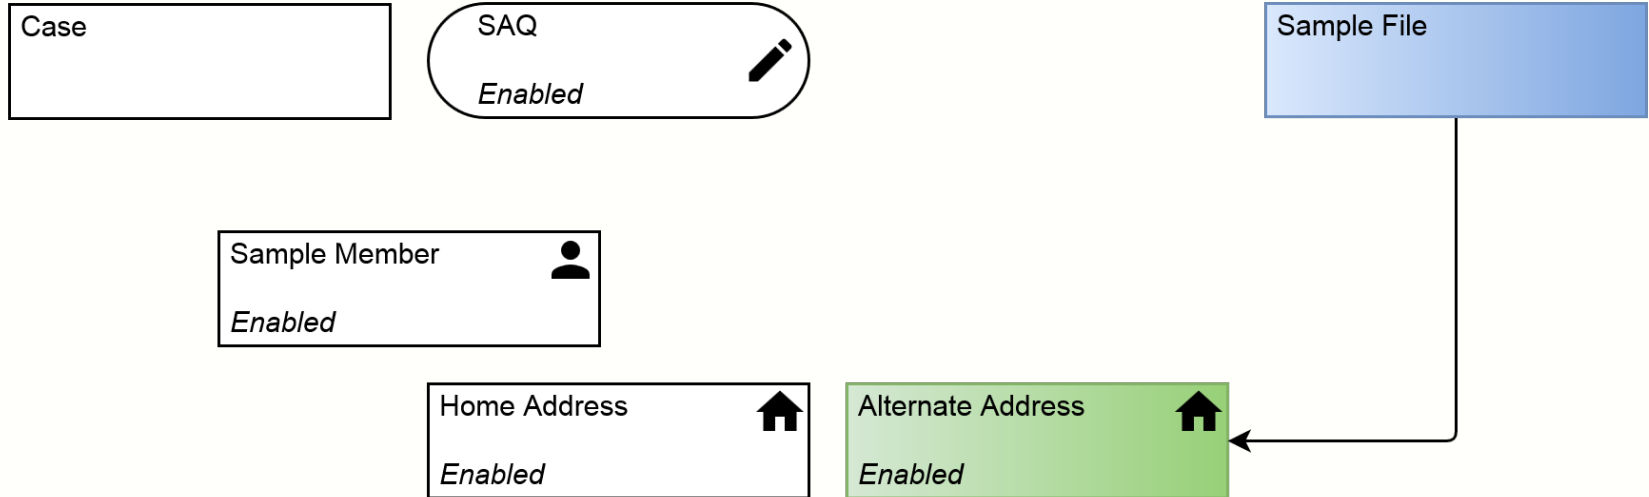 Case
SAQ
Enabled
Sample File
Sample Member
Enabled
Home Address
Enabled
Alternate Address
Enabled